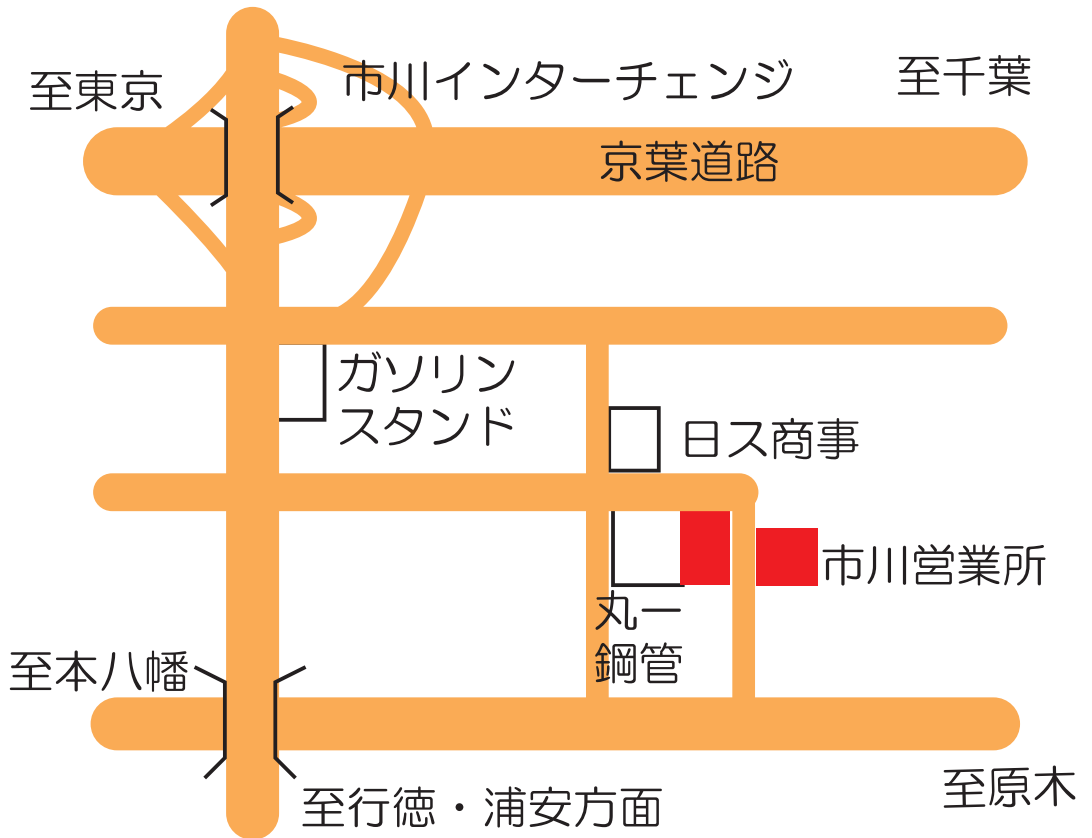 至東京
市川インターチェンジ
至千葉
京葉道路
ガソリン
スタンド
日ス商事
市川営業所
丸一
鋼管
至本八幡
至行徳・浦安方面
至原木